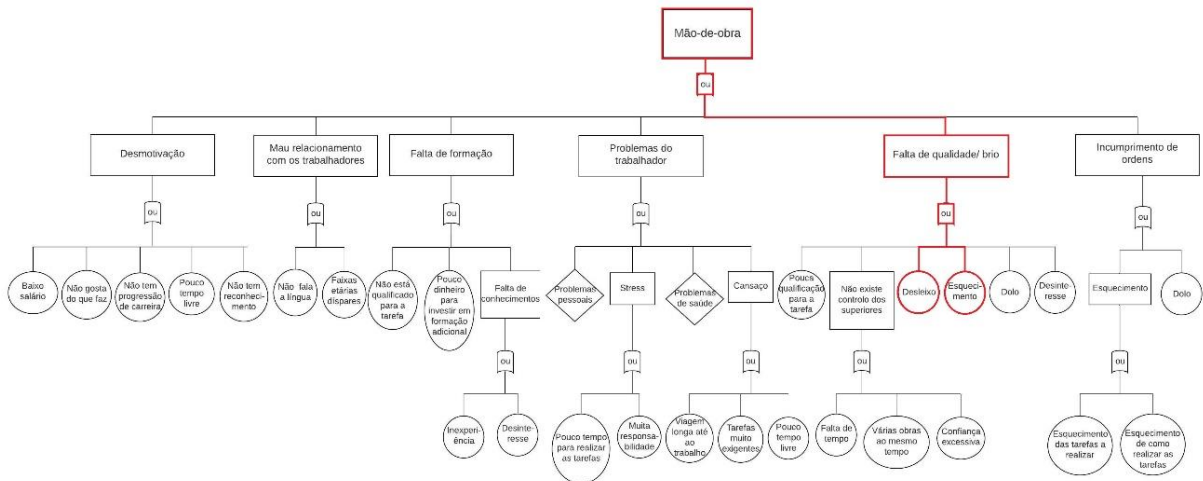 Mão-de-obra
ou
Desmotivação
Mau relacionamento
com os trabalhadores
Falta de formação
Problemas do
trabalhador
Falta de qualidade/ brio
Incumprimento de
ordens
ou
ou
ou
ou
ou
ou
Baixo
salário
Não gosta
do que faz
Não tem
progressão
de carreira
Pouco
tempo
livre
Não tem
reconheci-
mento
Não fala
a língua
Faixas
etárias
díspares
Não está
qualificado
para a
tarefa
Pouco
dinheiro
para
investir em
formação
adicional
Falta de
conhecimentos
Problemas
pessoais
Stress
Problemas
de saúde
Cansaço
Pouca
qualificação
para a
tarefa
Não existe
controlo dos
superiores
Desleixo
Esqueci-
mento
Dolo
Desinte-
resse
Esquecimento
Dolo
ou
ou
ou
ou
ou
Inexperi-
ência
Desinte-
resse
Pouco tempo
para realizar
as tarefas
Muita
responsa-
bilidade
Viagem
longa até
ao
trabalho
Tarefas
muito
exigentes
Pouco
tempo
livre
Falta de
tempo
Várias obras
ao mesmo
tempo
Confiança
excessiva
Esquecimento
das tarefas a
realizar
Esquecimento
de como
realizar as
tarefas